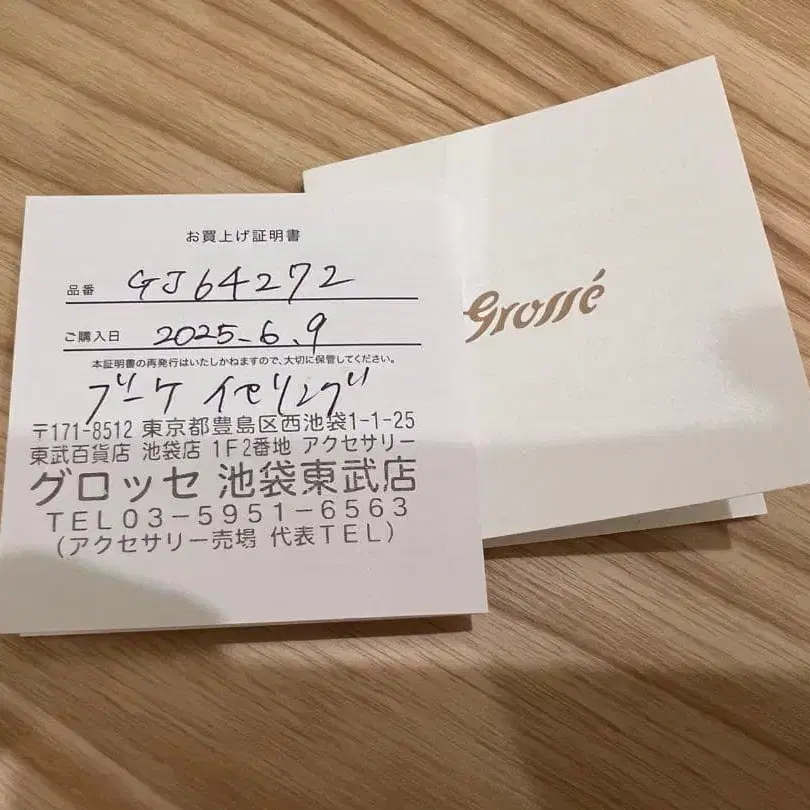 お買上げ証明書
品番 GJ64272
ご購入日 2025.6.9
本証明書の再発行はいたしかねますので、大切に保管してください。
ブーケ イヤリング
〒171-8512 東京都豊島区西池袋1-1-25
東武百貨店 池袋店 1F2番地 アクセサリー
グロッセ 池袋東武店
TEL03-5951-6563
(アクセサリー売場 代表TEL)
Grossé